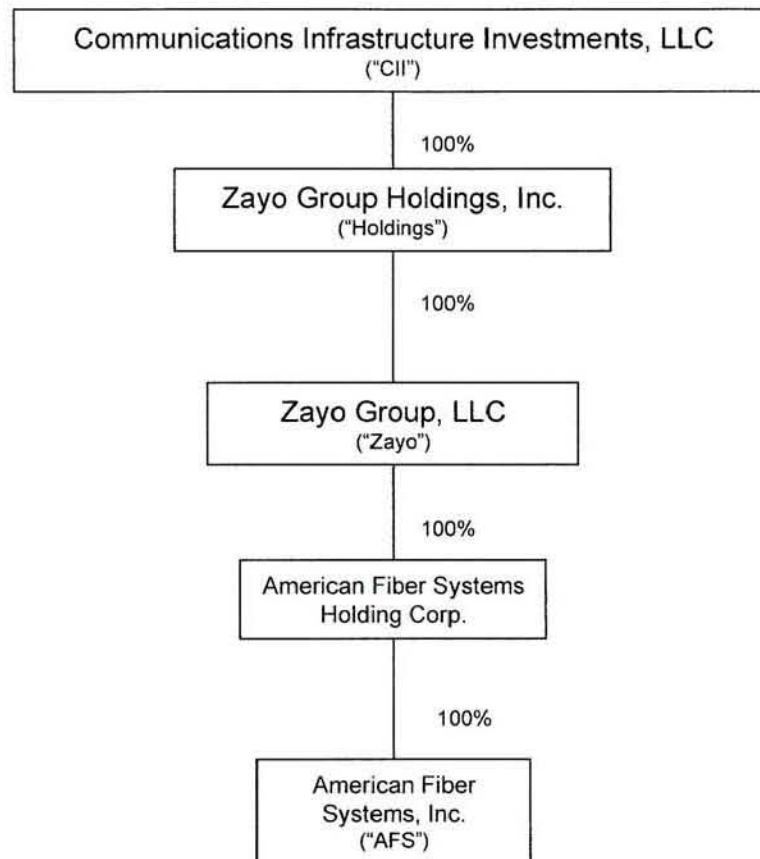 Communications Infrastructure Investments, LLC
("CII")
100%
Zayo Group Holdings, Inc.
("Holdings")
100%
Zayo Group, LLC
("Zayo")
100%
American Fiber Systems
Holding Corp.
100%
American Fiber
Systems, Inc.
("AFS")